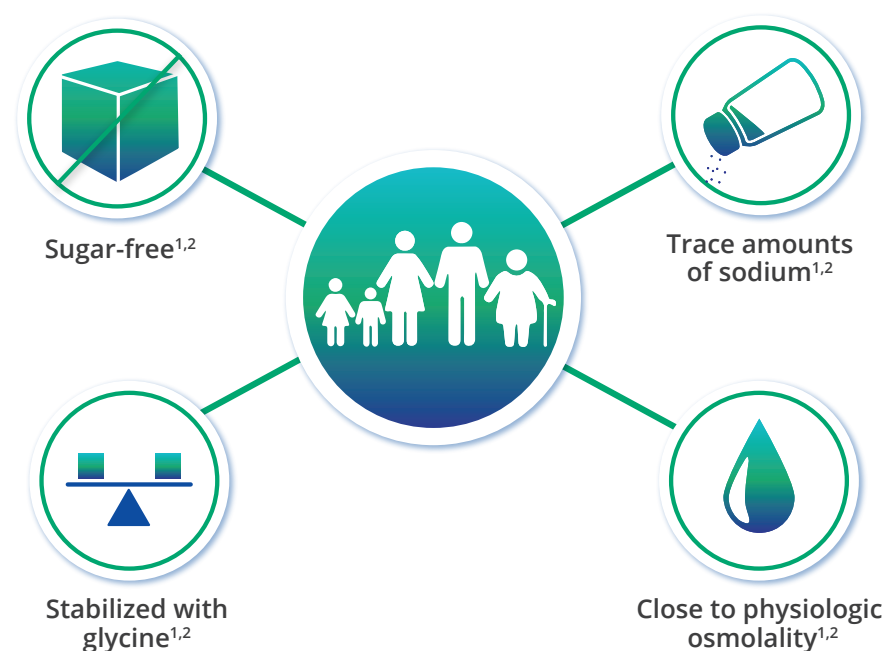 Sugar-free1,2
Trace amounts
of sodium1,2
Stabilized with
glycine1,2
Close to physiologic
osmolality1,2